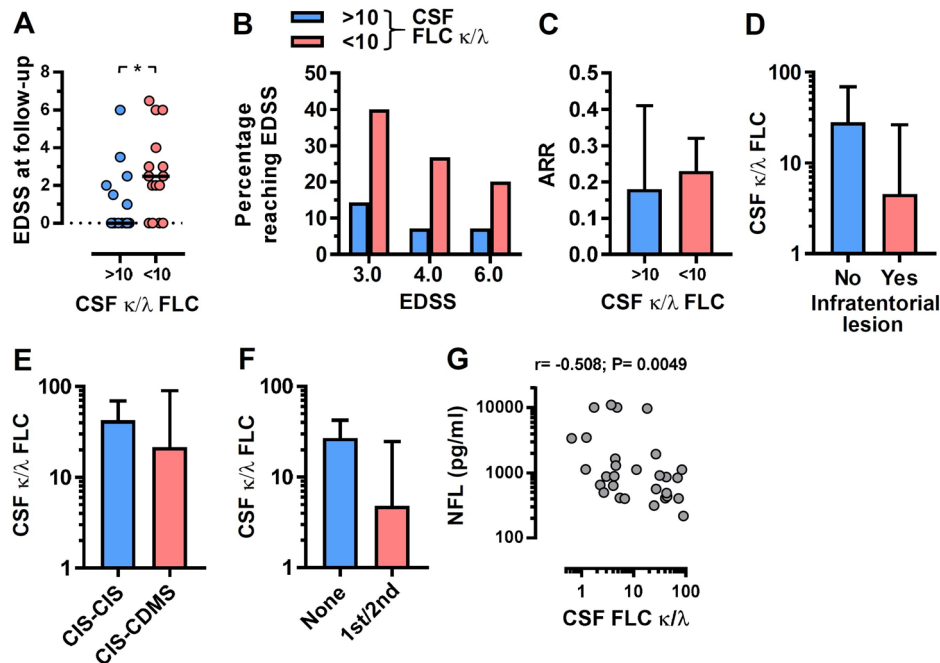 A
EDSS at follow-up
8
6
4
2
0
*
>10 <10
CSF κ/λ FLC
B
>10
<10
CSF
FLC κ/λ
Percentage
reaching EDSS
50
40
30
20
10
0
3.0 4.0 6.0
EDSS
C
ARR
0.5
0.4
0.3
0.2
0.1
0.0
>10 <10
CSF κ/λ FLC
D
CSF κ/λ FLC
100
10
1
No Yes
Infratentorial
lesion
E
CSF κ/λ FLC
100
10
1
CIS-CIS
CIS-CDMS
F
CSF κ/λ FLC
100
10
1
None
1st/2nd
G
r= -0.508; P= 0.0049
NFL (pg/ml)
10000
1000
100
1 10 100
CSF FLC κ/λ